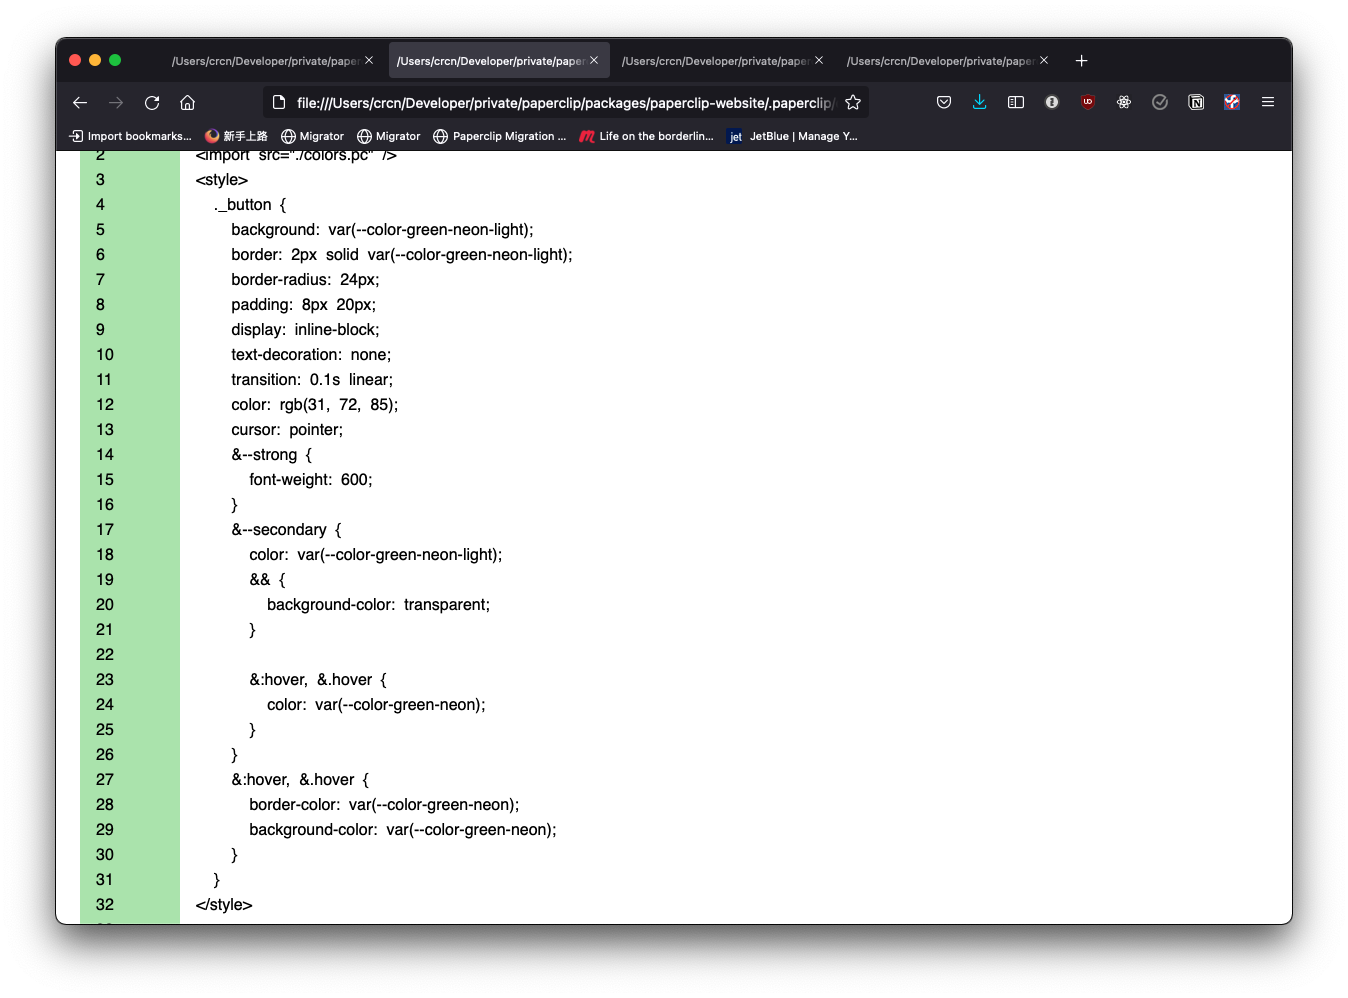 /Users/crcn/Developer/private/paper
/Users/crcn/Developer/private/paper
/Users/crcn/Developer/private/paper
/Users/crcn/Developer/private/paper
file:///Users/crcn/Developer/private/paperclip/packages/paperclip-website/.paperclip/
Import bookmarks... 新手上路 Migrator Migrator Paperclip Migration ... Life on the borderlin... jet JetBlue | Manage Y...
2 <import src="./colors.pc" />
3 <style>
4 ._button {
5 background: var(--color-green-neon-light);
6 border: 2px solid var(--color-green-neon-light);
7 border-radius: 24px;
8 padding: 8px 20px;
9 display: inline-block;
10 text-decoration: none;
11 transition: 0.1s linear;
12 color: rgb(31, 72, 85);
13 cursor: pointer;
14 &--strong {
15 font-weight: 600;
16 }
17 &--secondary {
18 color: var(--color-green-neon-light);
19 && {
20 background-color: transparent;
21 }
22
23 &:hover, &.hover {
24 color: var(--color-green-neon);
25 }
26 }
27 &:hover, &.hover {
28 border-color: var(--color-green-neon);
29 background-color: var(--color-green-neon);
30 }
31 }
32 </style>